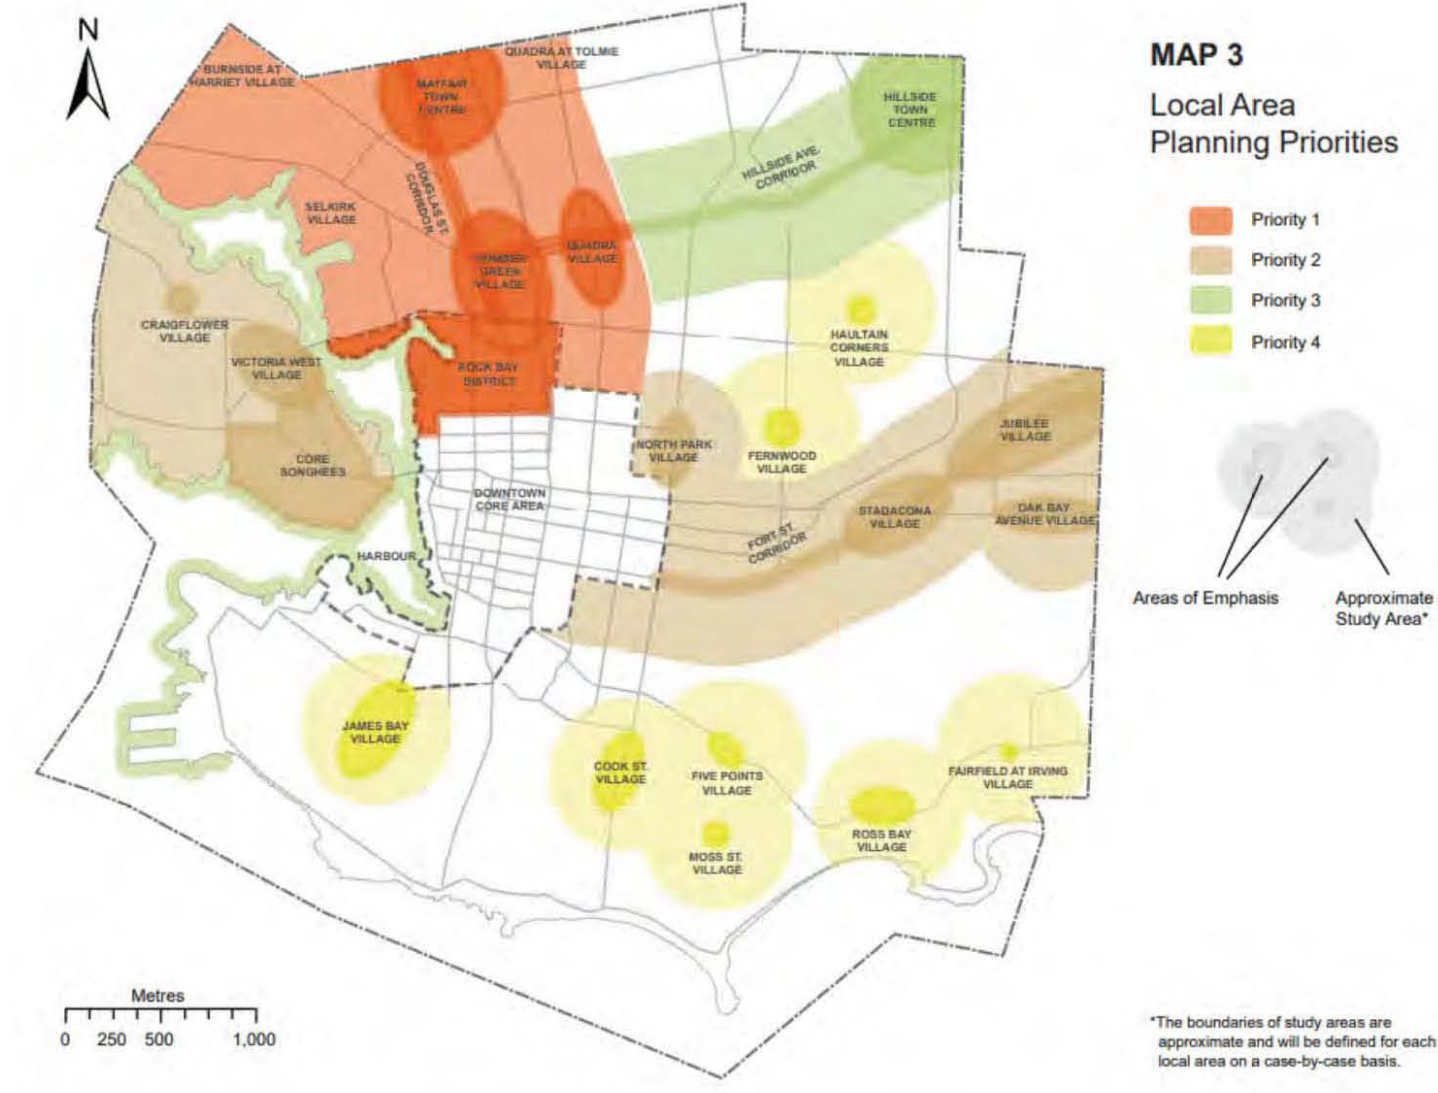 N
MAP 3
Local Area
Planning Priorities
Priority 1
Priority 2
Priority 3
Priority 4
Areas of Emphasis
Approximate
Study Area*
BURNSIDE AT
HARRIET VILLAGE
MAYFAIR
TOWN
CENTRE
QUADRA AT TOLMIE
VILLAGE
HILLSIDE
TOWN
CENTRE
HILLSIDE AVE.
CORRIDOR
DOUGLAS ST.
CORRIDOR
SELKIRK
VILLAGE
HUMBER
GREEN
VILLAGE
QUADRA
VILLAGE
CRAIGFLOWER
VILLAGE
VICTORIA WEST
VILLAGE
ROCK BAY
DISTRICT
HAULTAIN
CORNERS
VILLAGE
CORE
SONGHEES
NORTH PARK
VILLAGE
FERNWOOD
VILLAGE
JUBILEE
VILLAGE
DOWNTOWN
CORE AREA
FORT ST.
CORRIDOR
STADACONA
VILLAGE
OAK BAY
AVENUE VILLAGE
HARBOUR
JAMES BAY
VILLAGE
COOK ST.
VILLAGE
FIVE POINTS
VILLAGE
FAIRFIELD AT IRVING
VILLAGE
MOSS ST.
VILLAGE
ROSS BAY
VILLAGE
Metres
0 250 500 1,000
*The boundaries of study areas are
approximate and will be defined for each
local area on a case-by-case basis.